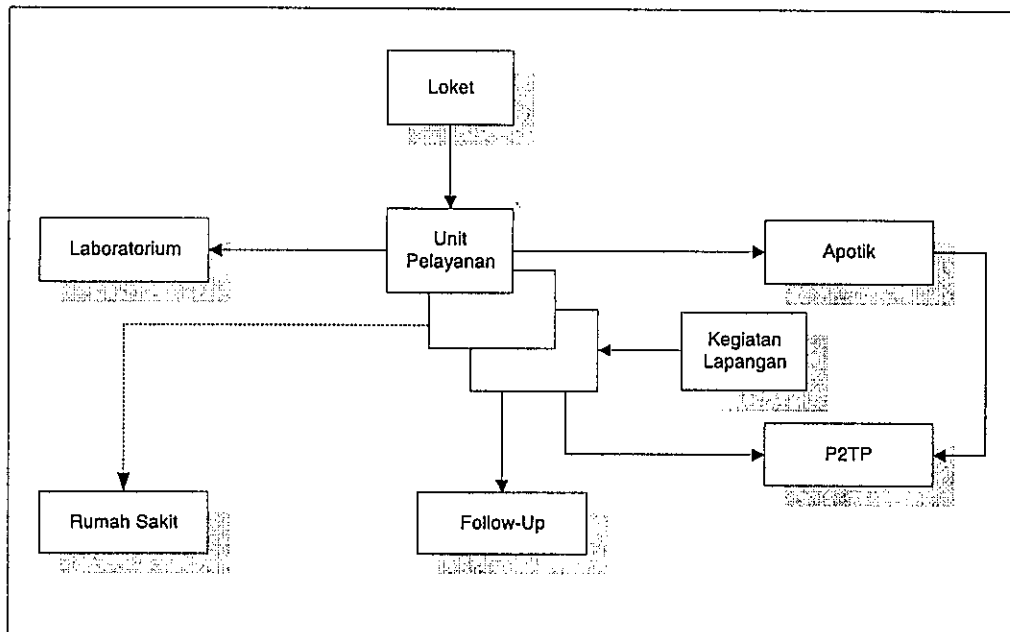 Loket
Laboratorium
Unit
Pelayanan
Apotik
Kegiatan
Lapangan
P2TP
Rumah Sakit
Follow-Up